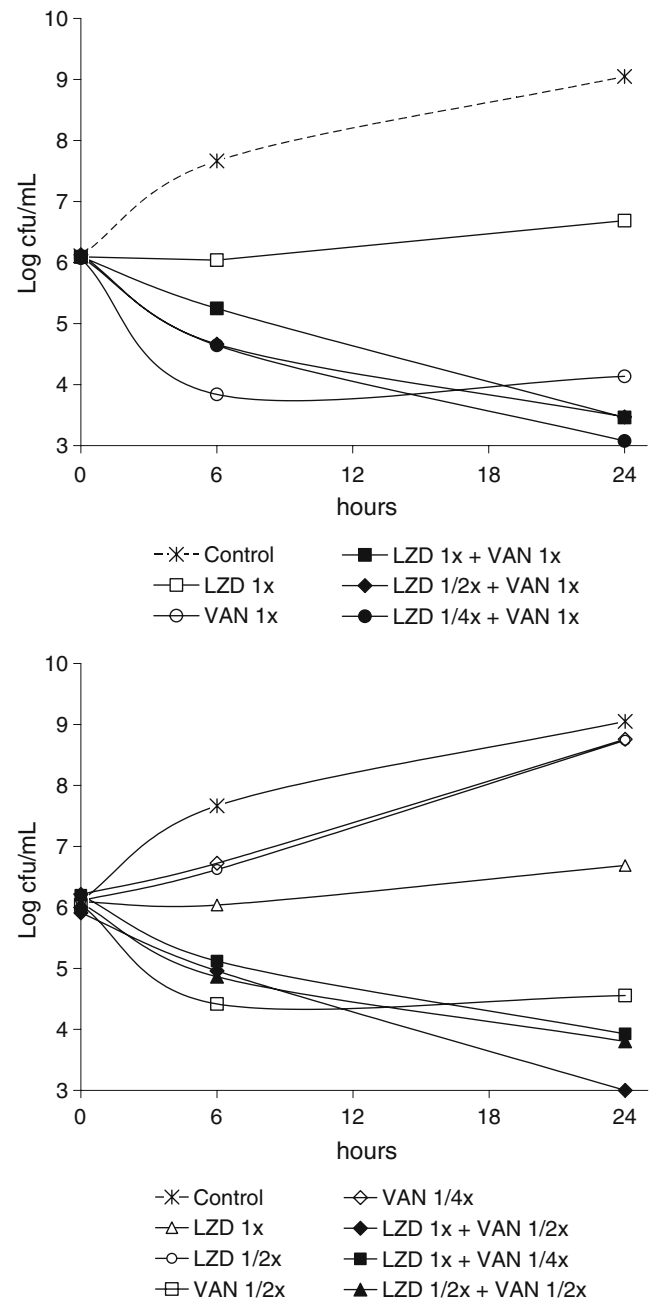 10
9
8
7
6
5
4
3
Log cfu/mL
0 6 12 18 24
hours
Control
LZD 1x
VAN 1x
LZD 1x + VAN 1x
LZD 1/2x + VAN 1x
LZD 1/4x + VAN 1x
10
9
8
7
6
5
4
3
Log cfu/mL
0 6 12 18 24
hours
Control
LZD 1x
LZD 1/2x
VAN 1/2x
VAN 1/4x
LZD 1x + VAN 1/2x
LZD 1x + VAN 1/4x
LZD 1/2x + VAN 1/2x